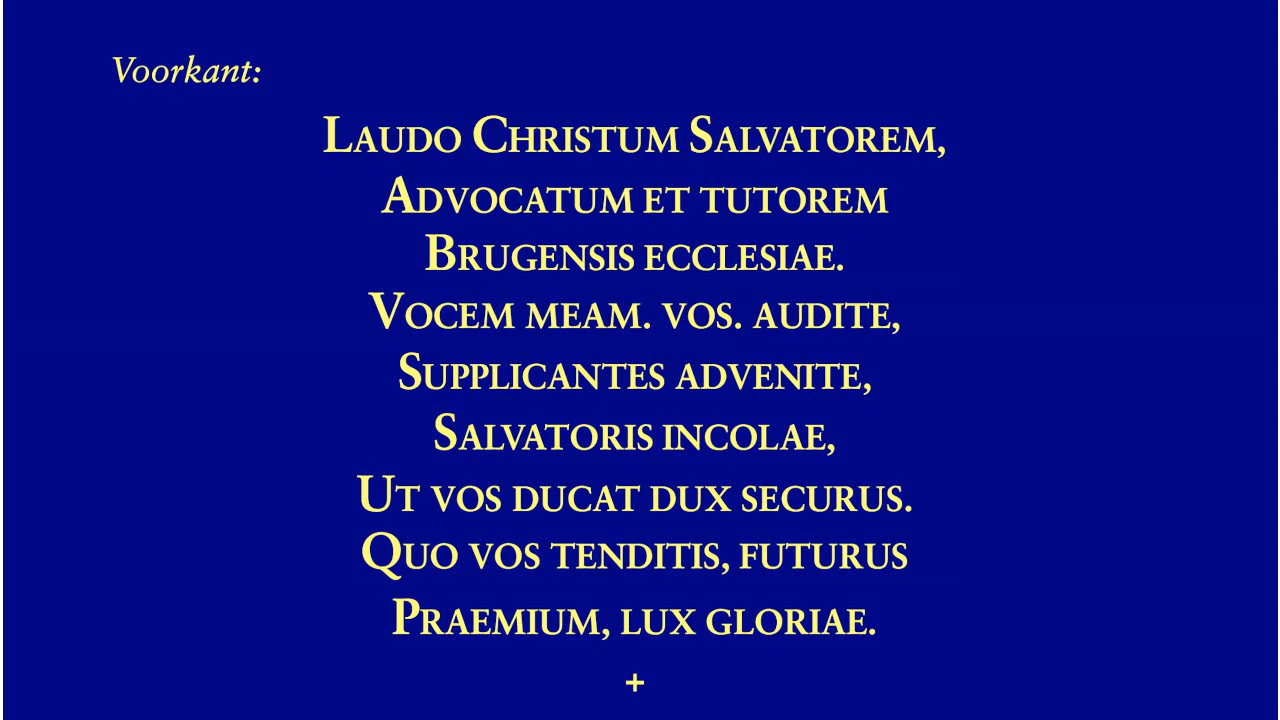 Voorkant:
Laudo Christum Salvatorem,
Advocatum et tutorem
Brugensis ecclesiae.
Vocem meam. vos. audite,
Supplicantes advenite,
Salvatoris incolae,
Ut vos ducat dux securus.
Quo vos tenditis, futurus
Praemium, lux gloriae.
+